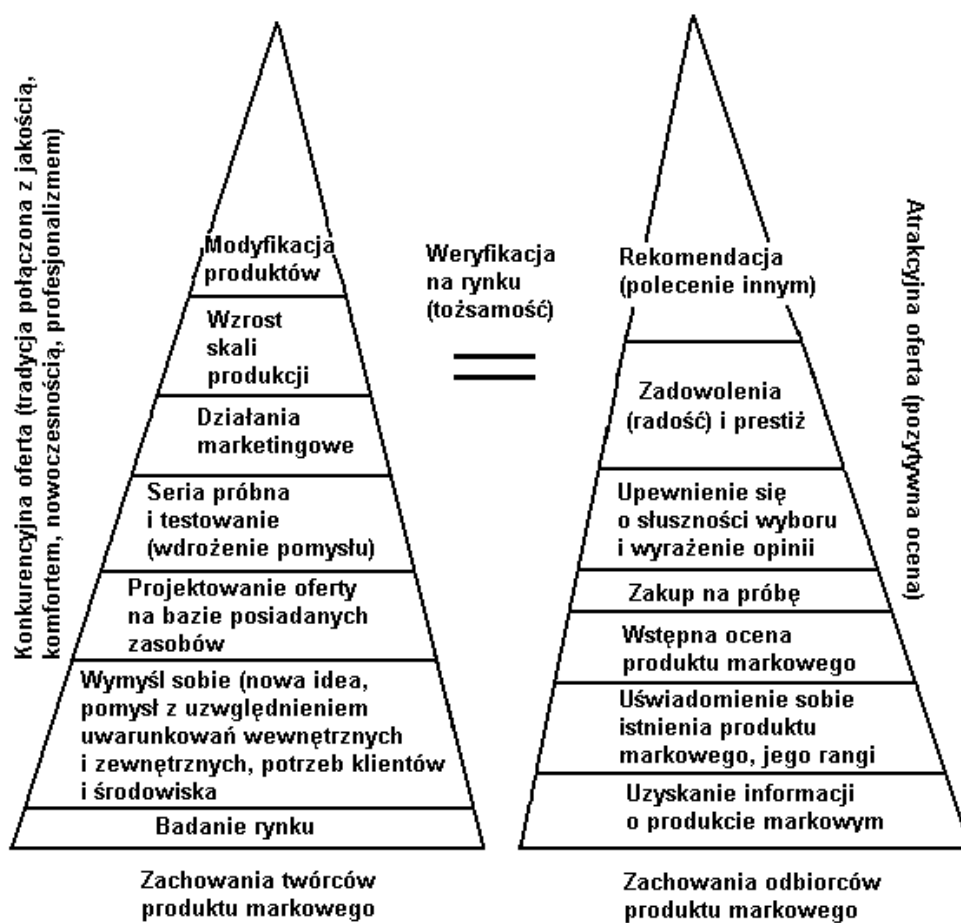 Konkurencyjna oferta (tradycja połączona z jakością,
komfortem, nowoczesnością, profesjonalizmem)
Modyfikacja
produktów
Wzrost
skali
produkcji
Działania
marketingowe
Seria próbna
i testowanie
(wdrożenie pomysłu)
Projektowanie oferty
na bazie posiadanych
zasobów
Wymyśl sobie (nowa idea,
pomysł z uzwględnieniem
uwarunkowań wewnętrznych
i zewnętrznych, potrzeb klientów
i środowiska
Badanie rynku
Zachowania twórców
produktu markowego
Weryfikacja
na rynku
(tożsamość)
=
Rekomendacja
(polecenie innym)
Zadowolenia
(radość) i prestiż
Upewnienie się
o słuszności wyboru
i wyrażenie opinii
Zakup na próbę
Wstępna ocena
produktu markowego
Uświadomienie sobie
istnienia produktu
markowego, jego rangi
Uzyskanie informacji
o produkcie markowym
Zachowania odbiorców
produktu markowego
Atrakcyjna oferta (pozytywna ocena)